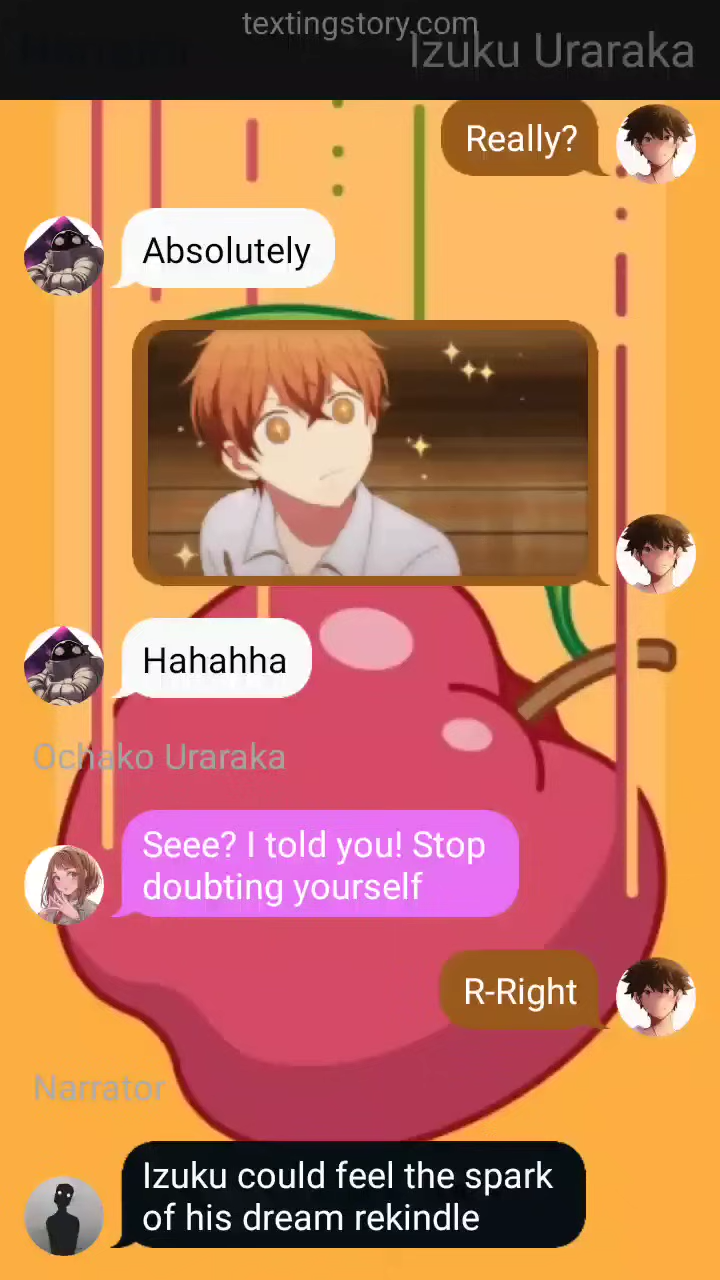 textingstory.com
Izuku Uraraka
Really?
Absolutely
Hahahha
Ochako Uraraka
Seee? I told you! Stop
doubting yourself
R-Right
Narrator
Izuku could feel the spark
of his dream rekindle